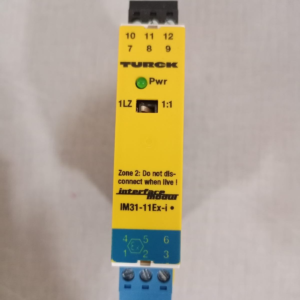 10 11 12
7 8 9
TURCK
Pwr
1LZ 1:1
Zone 2: Do not dis-
connect when live !
interface
modul
IM31-11Ex-i
4 5 6
1 2 3